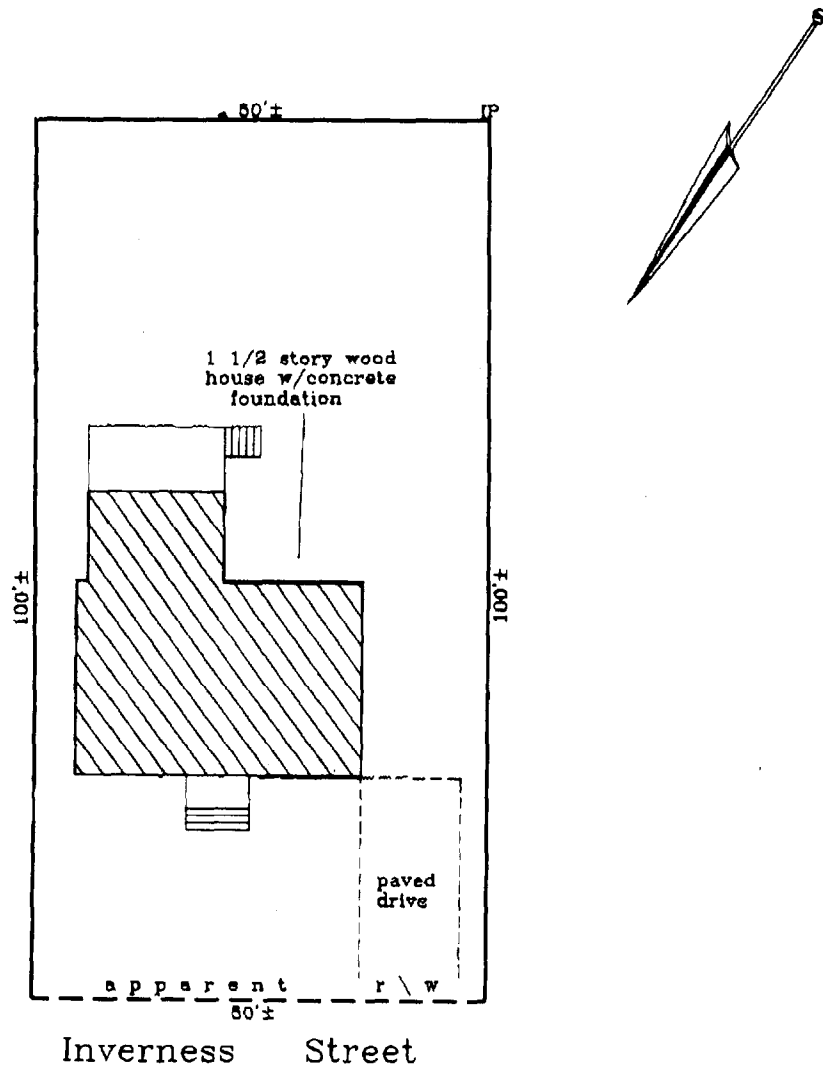 S
50'±
IP
1 1/2 story wood
house w/concrete
foundation
100'±
100'±
paved
drive
apparent r\w
50'±
Inverness Street